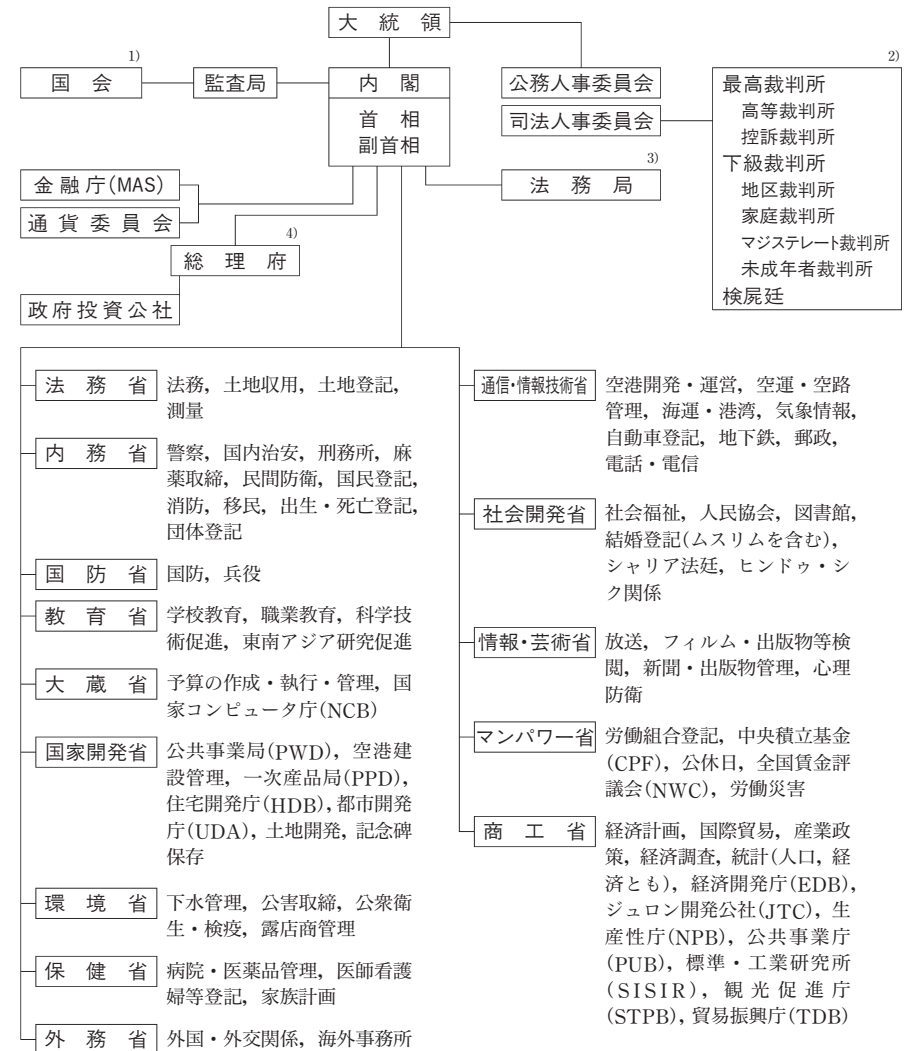 大統領
1)
国会
監査局
内閣
首相
副首相
公務人事委員会
司法人事委員会
2)
最高裁判所
高等裁判所
控訴裁判所
下級裁判所
地区裁判所
家庭裁判所
マジステレート裁判所
未成年者裁判所
検屍廷
3)
法務局
金融庁(MAS)
通貨委員会
4)
総理府
政府投資公社
法務省
法務，土地収用，土地登記，
測量
内務省
警察，国内治安，刑務所，麻
薬取締，民間防衛，国民登記，
消防，移民，出生・死亡登記，
団体登記
国防省
国防，兵役
教育省
学校教育，職業教育，科学技
術促進，東南アジア研究促進
大蔵省
予算の作成・執行・管理，国
家コンピュータ庁(NCB)
国家開発省
公共事業局(PWD)，空港建
設管理，一次産品局(PPD)，
住宅開発庁(HDB)，都市開発
庁(UDA)，土地開発，記念碑
保存
環境省
下水管理，公害取締，公衆衛
生・検疫，露店商管理
保健省
病院・医薬品管理，医師看護
婦等登記，家族計画
外務省
外国・外交関係，海外事務所
通信・情報技術省
空港開発・運営，空運・空路
管理，海運・港湾，気象情報，
自動車登記，地下鉄，郵政，
電話・電信
社会開発省
社会福祉，人民協会，図書館，
結婚登記(ムスリムを含む)，
シャリア法廷，ヒンドゥ・シ
ク関係
情報・芸術省
放送，フィルム・出版物等検
閲，新聞・出版物管理，心理
防衛
マンパワー省
労働組合登記，中央積立基金
(CPF)，公休日，全国賃金評
議会(NWC)，労働災害
商工省
経済計画，国際貿易，産業政
策，経済調査，統計(人口，経
済とも)，経済開発庁(EDB)，
ジュロン開発公社(JTC)，生
産性庁(NPB)，公共事業庁
(PUB)，標準・工業研究所
(SISIR)，観光促進庁
(STPB)，貿易振興庁(TDB)